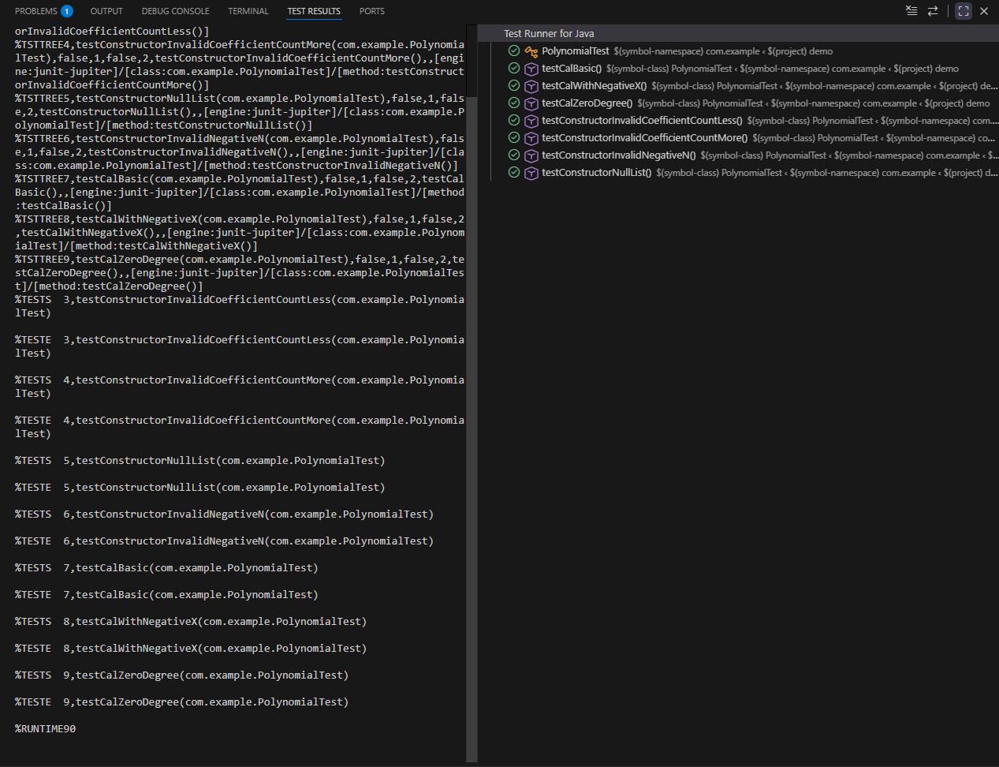 PROBLEMS 1 OUTPUT DEBUG CONSOLE TERMINAL TEST RESULTS PORTS
orInvalidCoefficientCountLess()]
%TSTTREE4,testConstructorInvalidCoefficientCountMore(com.example.Polynomia
lTest),false,1,false,2,testConstructorInvalidCoefficientCountMore(),,[engi
ne:junit-jupiter]/[class:com.example.PolynomialTest]/[method:testConstruct
orInvalidCoefficientCountMore()]
%TSTTREE5,testConstructorNullList(com.example.PolynomialTest),false,1,fals
e,2,testConstructorNullList(),,[engine:junit-jupiter]/[class:com.example.P
olynomialTest]/[method:testConstructorNullList()]
%TSTTREE6,testConstructorInvalidNegativeN(com.example.PolynomialTest),fals
e,1,false,2,testConstructorInvalidNegativeN(),,[engine:junit-jupiter]/[cla
ss:com.example.PolynomialTest]/[method:testConstructorInvalidNegativeN()]
%TSTTREE7,testCalBasic(com.example.PolynomialTest),false,1,false,2,testCal
Basic(),,[engine:junit-jupiter]/[class:com.example.PolynomialTest]/[method
:testCalBasic()]
%TSTTREE8,testCalWithNegativeX(com.example.PolynomialTest),false,1,false,2
,testCalWithNegativeX(),,[engine:junit-jupiter]/[class:com.example.Polynom
ialTest]/[method:testCalWithNegativeX()]
%TSTTREE9,testCalZeroDegree(com.example.PolynomialTest),false,1,false,2,te
stCalZeroDegree(),,[engine:junit-jupiter]/[class:com.example.PolynomialTes
t]/[method:testCalZeroDegree()]
%TESTS  3,testConstructorInvalidCoefficientCountLess(com.example.Polynomia
lTest)
%TESTE  3,testConstructorInvalidCoefficientCountLess(com.example.Polynomia
lTest)
%TESTS  4,testConstructorInvalidCoefficientCountMore(com.example.Polynomia
lTest)
%TESTE  4,testConstructorInvalidCoefficientCountMore(com.example.Polynomia
lTest)
%TESTS  5,testConstructorNullList(com.example.PolynomialTest)
%TESTE  5,testConstructorNullList(com.example.PolynomialTest)
%TESTS  6,testConstructorInvalidNegativeN(com.example.PolynomialTest)
%TESTE  6,testConstructorInvalidNegativeN(com.example.PolynomialTest)
%TESTS  7,testCalBasic(com.example.PolynomialTest)
%TESTE  7,testCalBasic(com.example.PolynomialTest)
%TESTS  8,testCalWithNegativeX(com.example.PolynomialTest)
%TESTE  8,testCalWithNegativeX(com.example.PolynomialTest)
%TESTS  9,testCalZeroDegree(com.example.PolynomialTest)
%TESTE  9,testCalZeroDegree(com.example.PolynomialTest)
%RUNTIME90
Test Runner for Java
PolynomialTest $(symbol-namespace) com.example ‹ $(project) demo
testCalBasic() $(symbol-class) PolynomialTest ‹ $(symbol-namespace) com.example ‹ $(project) demo
testCalWithNegativeX() $(symbol-class) PolynomialTest ‹ $(symbol-namespace) com.example ‹ $(project) de...
testCalZeroDegree() $(symbol-class) PolynomialTest ‹ $(symbol-namespace) com.example ‹ $(project) demo
testConstructorInvalidCoefficientCountLess() $(symbol-class) PolynomialTest ‹ $(symbol-namespace) com....
testConstructorInvalidCoefficientCountMore() $(symbol-class) PolynomialTest ‹ $(symbol-namespace) co...
testConstructorInvalidNegativeN() $(symbol-class) PolynomialTest ‹ $(symbol-namespace) com.example ‹ $...
testConstructorNullList() $(symbol-class) PolynomialTest ‹ $(symbol-namespace) com.example ‹ $(project) d...